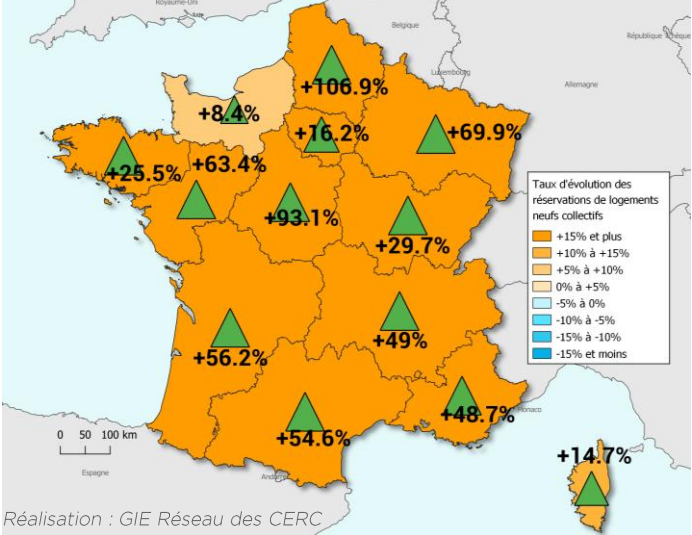 Royaume-Uni
Belgique
République Tchèque
Luxembourg
Allemagne
+106.9%
+8.4%
+16.2%
+69.9%
+25.5%
+63.4%
+93.1%
+29.7%
Taux d'évolution des
réservations de logements
neufs collectifs
+15% et plus
+10% à +15%
+5% à +10%
0% à +5%
-5% à 0%
-10% à -5%
-15% à -10%
-15% et moins
+56.2%
+49%
+48.7%
Monaco
+54.6%
0 50 100 km
+14.7%
Espagne
Andorre
Réalisation : GIE Réseau des CERC